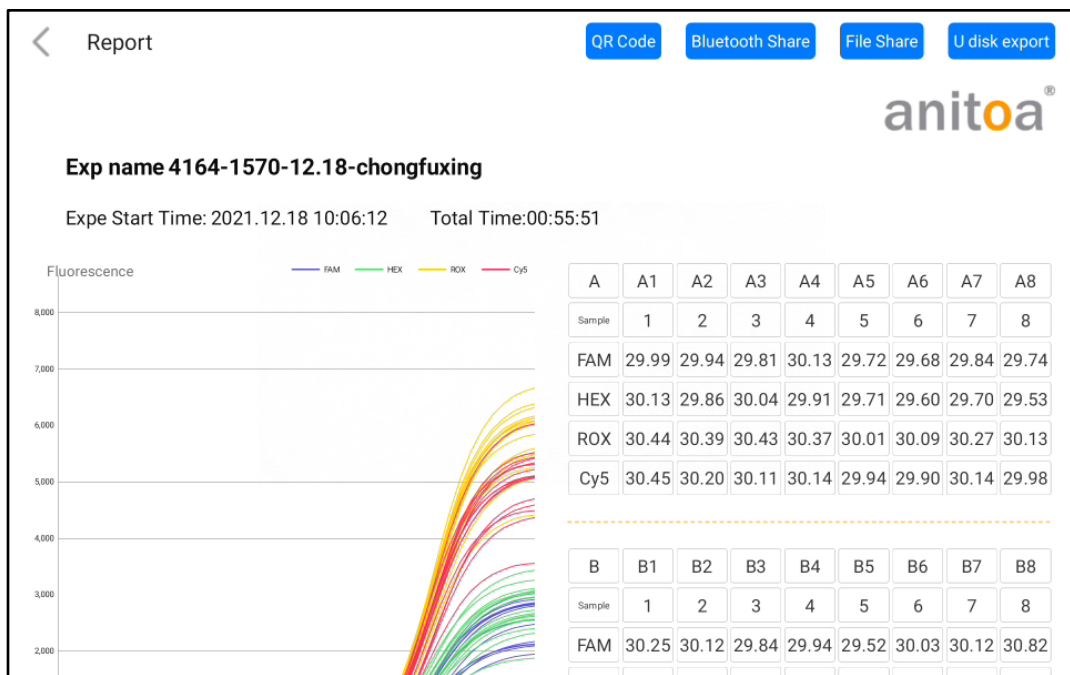 Report
QR Code Bluetooth Share File Share U disk export
anitoa®
Exp name 4164-1570-12.18-chongfuxing
Expe Start Time: 2021.12.18 10:06:12 Total Time:00:55:51
Fluorescence
FAM HEX ROX Cy5
8,000
7,000
6,000
5,000
4,000
3,000
2,000
A A1 A2 A3 A4 A5 A6 A7 A8
Sample 1 2 3 4 5 6 7 8
FAM 29.99 29.94 29.81 30.13 29.72 29.68 29.84 29.74
HEX 30.13 29.86 30.04 29.91 29.71 29.60 29.70 29.53
ROX 30.44 30.39 30.43 30.37 30.01 30.09 30.27 30.13
Cy5 30.45 30.20 30.11 30.14 29.94 29.90 30.14 29.98
B B1 B2 B3 B4 B5 B6 B7 B8
Sample 1 2 3 4 5 6 7 8
FAM 30.25 30.12 29.84 29.94 29.52 30.03 30.12 30.82